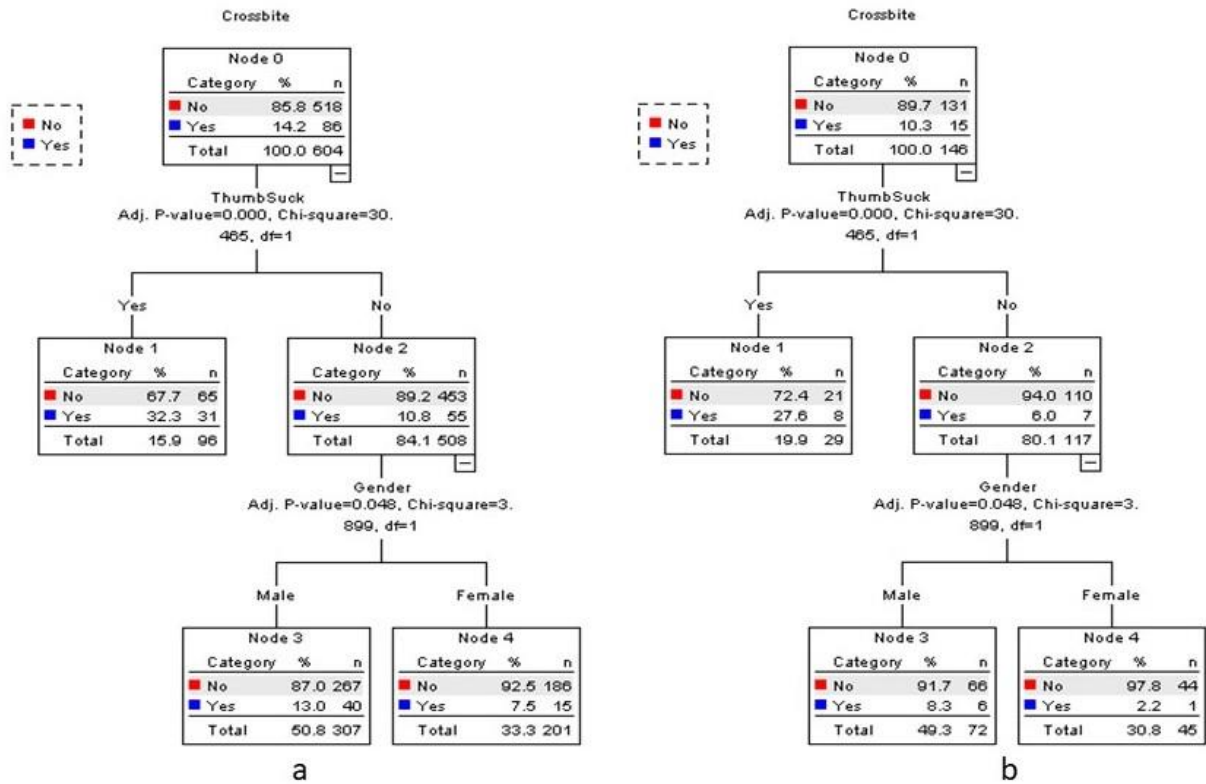 Crossbite
No
Yes
Node 0
Category % n
No 85.8 518
Yes 14.2 86
Total 100.0 604
ThumbSuck
Adj. P-value=0.000, Chi-square=30.
465, df=1
Yes
No
Node 1
Category % n
No 67.7 65
Yes 32.3 31
Total 15.9 96
Node 2
Category % n
No 89.2 453
Yes 10.8 55
Total 84.1 508
Gender
Adj. P-value=0.048, Chi-square=3.
899, df=1
Male
Female
Node 3
Category % n
No 87.0 267
Yes 13.0 40
Total 50.8 307
Node 4
Category % n
No 92.5 186
Yes 7.5 15
Total 33.3 201
a
Crossbite
No
Yes
Node 0
Category % n
No 89.7 131
Yes 10.3 15
Total 100.0 146
ThumbSuck
Adj. P-value=0.000, Chi-square=30.
465, df=1
Yes
No
Node 1
Category % n
No 72.4 21
Yes 27.6 8
Total 19.9 29
Node 2
Category % n
No 94.0 110
Yes 6.0 7
Total 80.1 117
Gender
Adj. P-value=0.048, Chi-square=3.
899, df=1
Male
Female
Node 3
Category % n
No 91.7 66
Yes 8.3 6
Total 49.3 72
Node 4
Category % n
No 97.8 44
Yes 2.2 1
Total 30.8 45
b